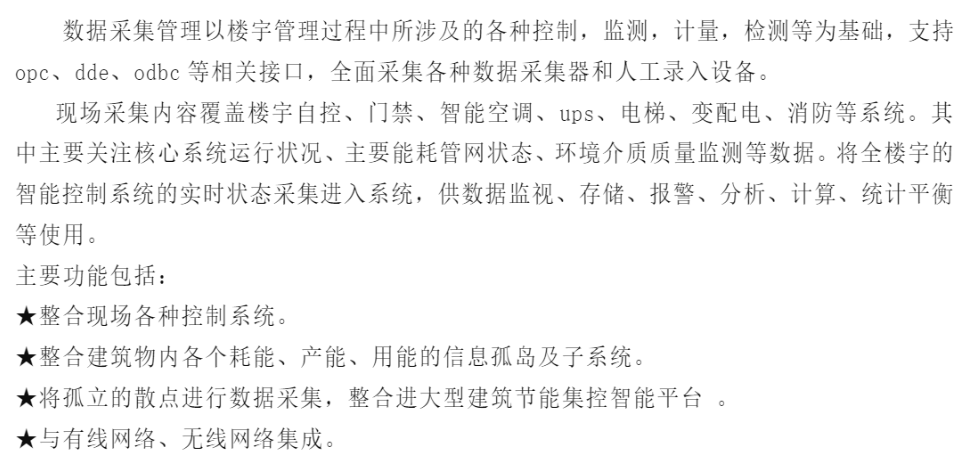 数据采集管理以楼宇管理过程中所涉及的各种控制，监测，计量，检测等为基础，支持
opc、dde、odbc 等相关接口，全面采集各种数据采集器和人工录入设备。
现场采集内容覆盖楼宇自控、门禁、智能空调、ups、电梯、变配电、消防等系统。其
中主要关注核心系统运行状况、主要能耗管网状态、环境介质质量监测等数据。将全楼宇的
智能控制系统的实时状态采集进入系统，供数据监视、存储、报警、分析、计算、统计平衡
等使用。
主要功能包括：
★整合现场各种控制系统。
★整合建筑物内各个耗能、产能、用能的信息孤岛及子系统。
★将孤立的散点进行数据采集，整合进大型建筑节能集控智能平台 。
★与有线网络、无线网络集成。